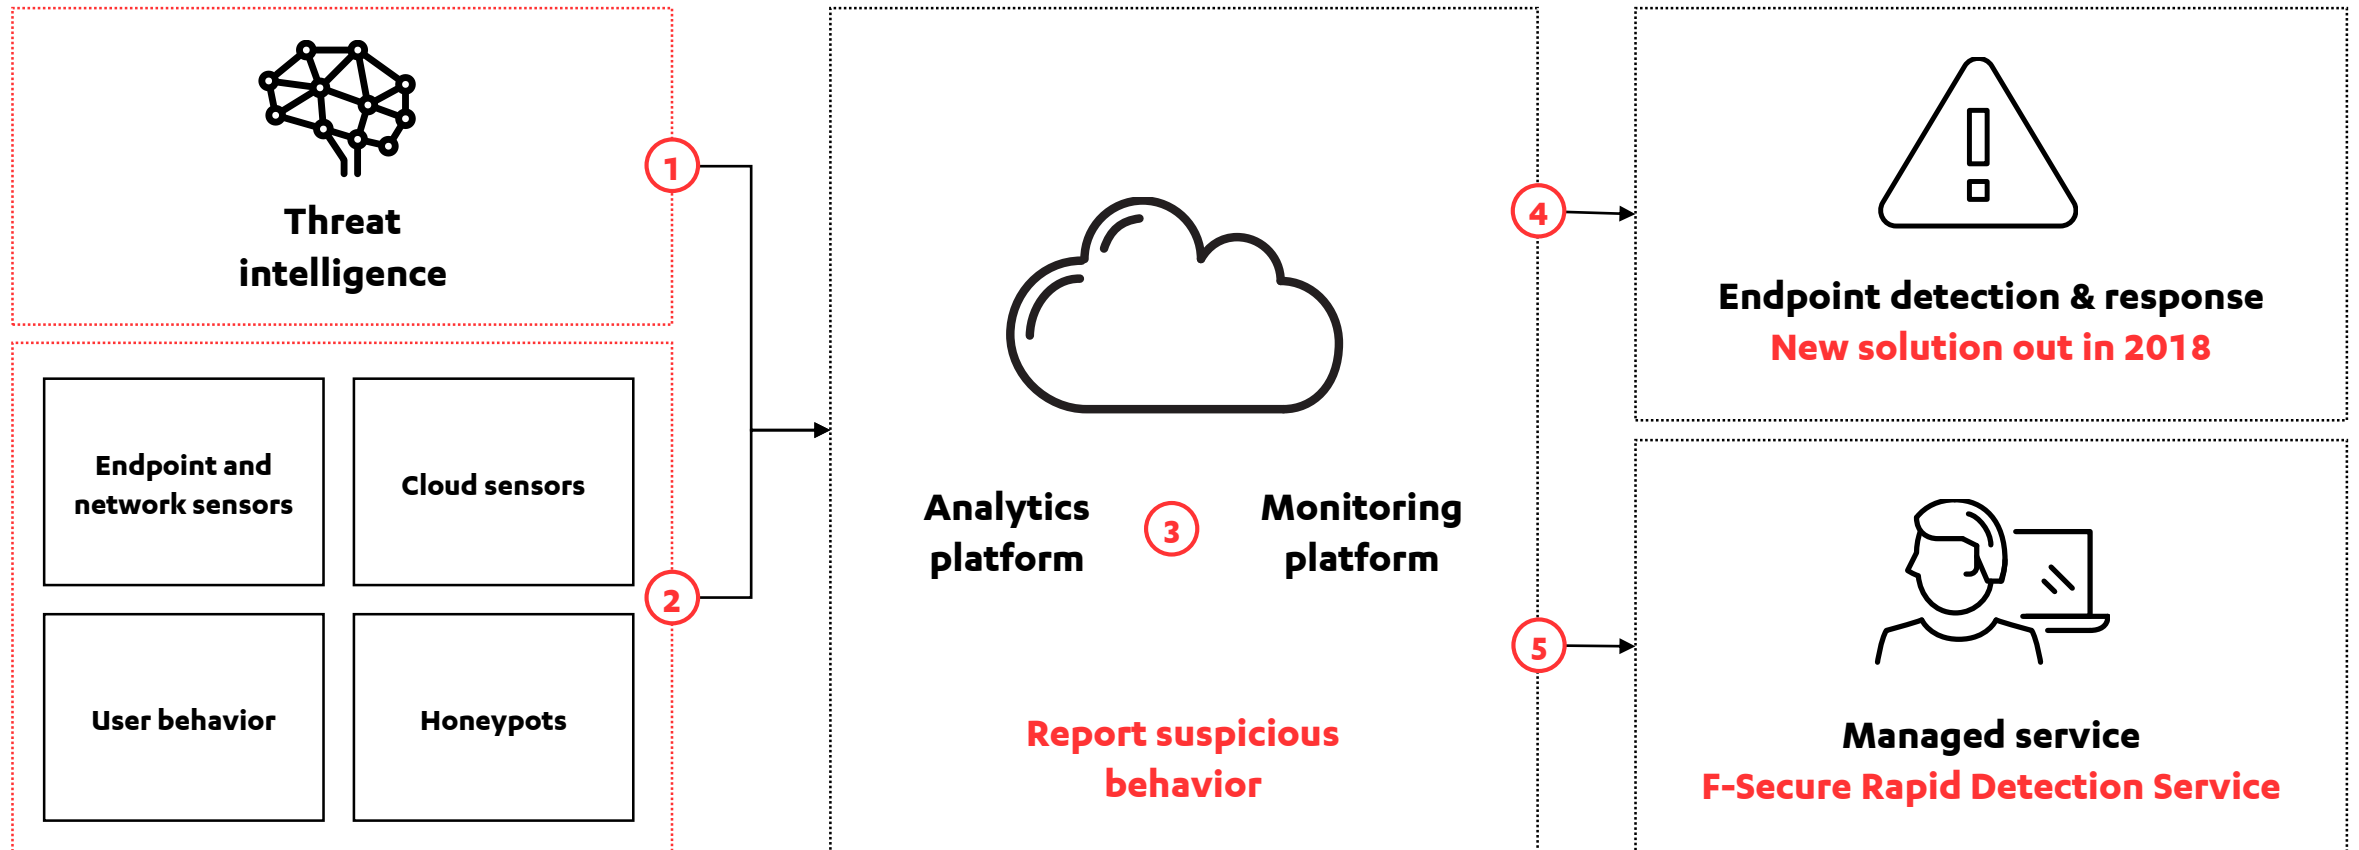 1
Threat
intelligence
Endpoint and
network sensors
Cloud sensors
2
User behavior
Honeypots
Analytics
platform
3
Monitoring
platform
Report suspicious
behavior
4
Endpoint detection & response
New solution out in 2018
5
Managed service
F-Secure Rapid Detection Service